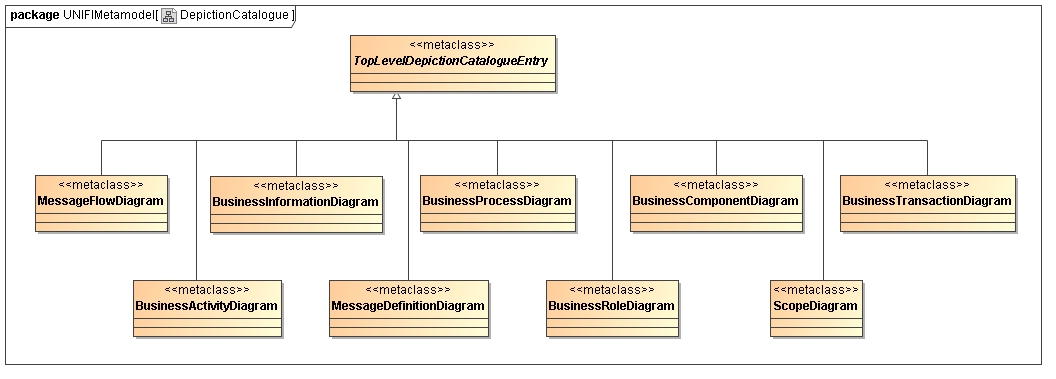 package UNIFIMetamodel[ DepictionCatalogue ]
<<metaclass>>
TopLevelDepictionCatalogueEntry
<<metaclass>>
MessageFlowDiagram
<<metaclass>>
BusinessInformationDiagram
<<metaclass>>
BusinessProcessDiagram
<<metaclass>>
BusinessComponentDiagram
<<metaclass>>
BusinessTransactionDiagram
<<metaclass>>
BusinessActivityDiagram
<<metaclass>>
MessageDefinitionDiagram
<<metaclass>>
BusinessRoleDiagram
<<metaclass>>
ScopeDiagram